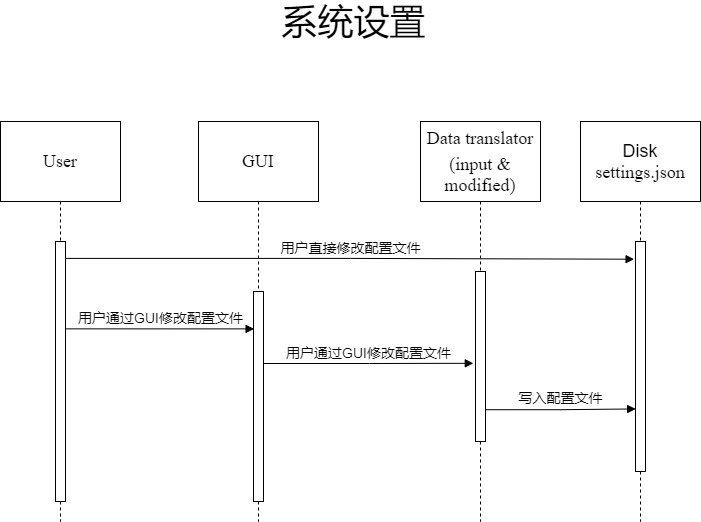 系统设置
User
GUI
Data translator
(input &
modified)
Disk
settings.json
用户直接修改配置文件
用户通过GUI修改配置文件
用户通过GUI修改配置文件
写入配置文件